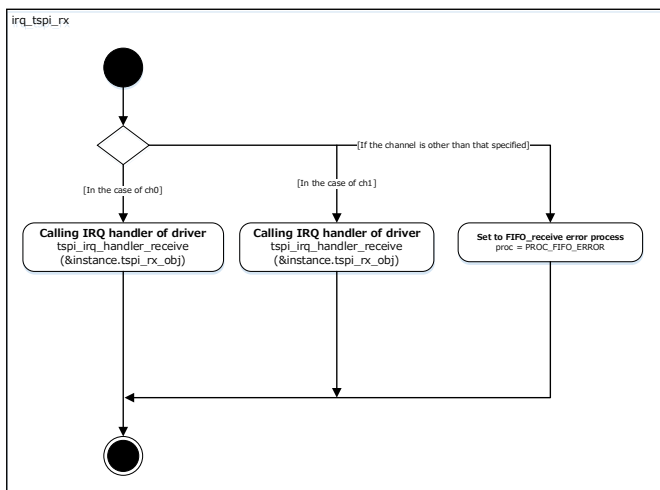 irq_tspi_rx
[If the channel is other than that specified]
[In the case of ch0]
[In the case of ch1]
Calling IRQ handler of driver
tspi_irq_handler_receive
(&instance.tspi_rx_obj)
Calling IRQ handler of driver
tspi_irq_handler_receive
(&instance.tspi_rx_obj)
Set to FIFO_receive error process
proc = PROC_FIFO_ERROR